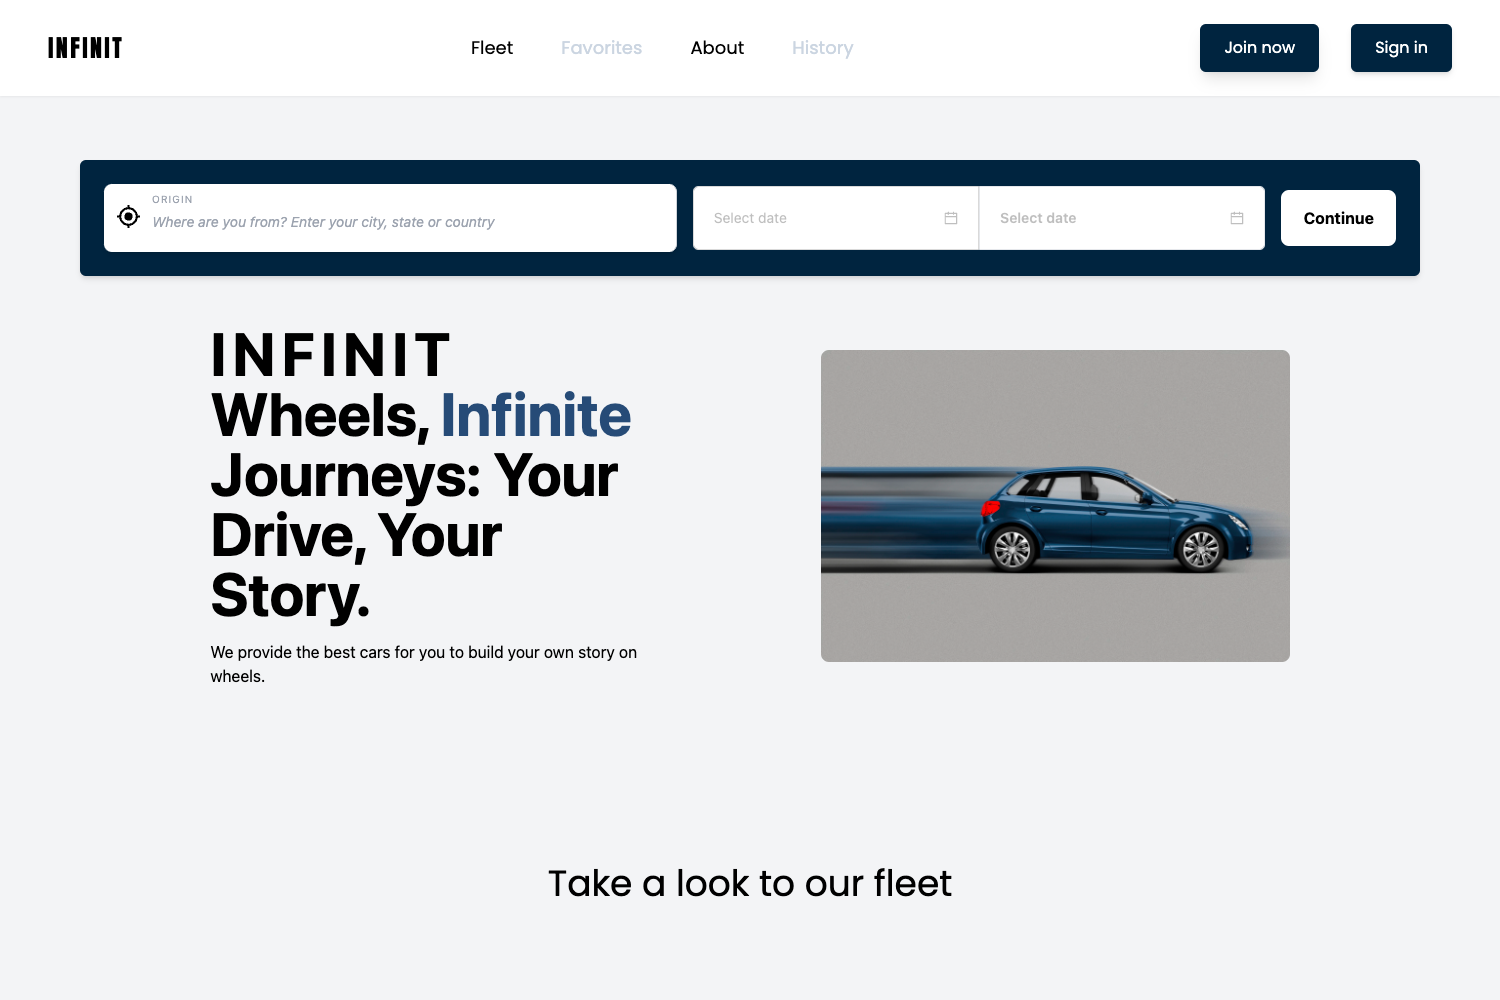 INFINIT
Fleet Favorites About History
Join now Sign in
ORIGIN
Where are you from? Enter your city, state or country
Select date
Select date
Continue
INFINIT
Wheels, Infinite
Journeys: Your
Drive, Your
Story.
We provide the best cars for you to build your own story on
wheels.
Take a look to our fleet